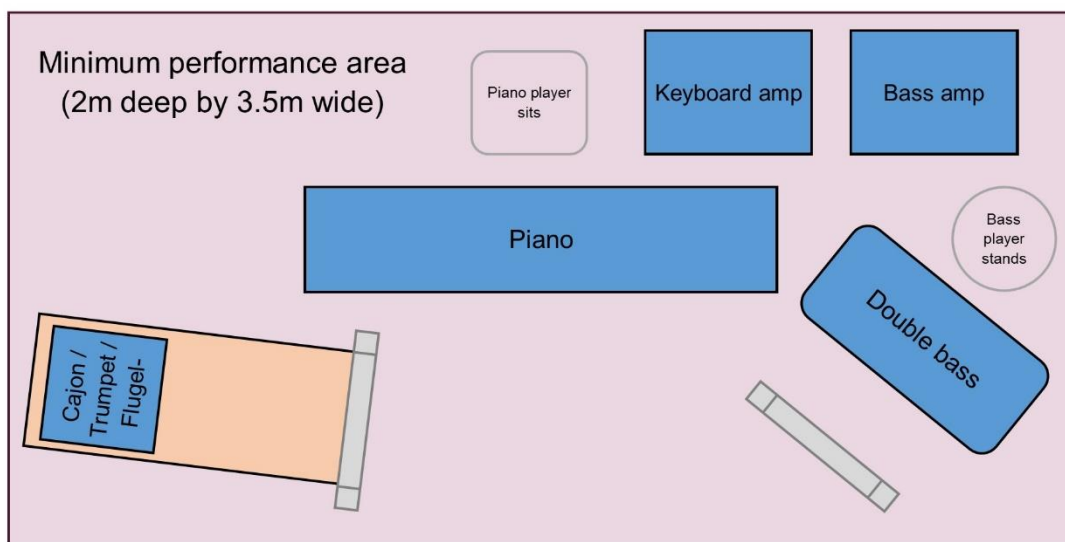 Minimum performance area
(2m deep by 3.5m wide)
Piano player
sits
Keyboard amp
Bass amp
Piano
Bass
player
stands
Double bass
Cajon /
Trumpet /
Flugel-